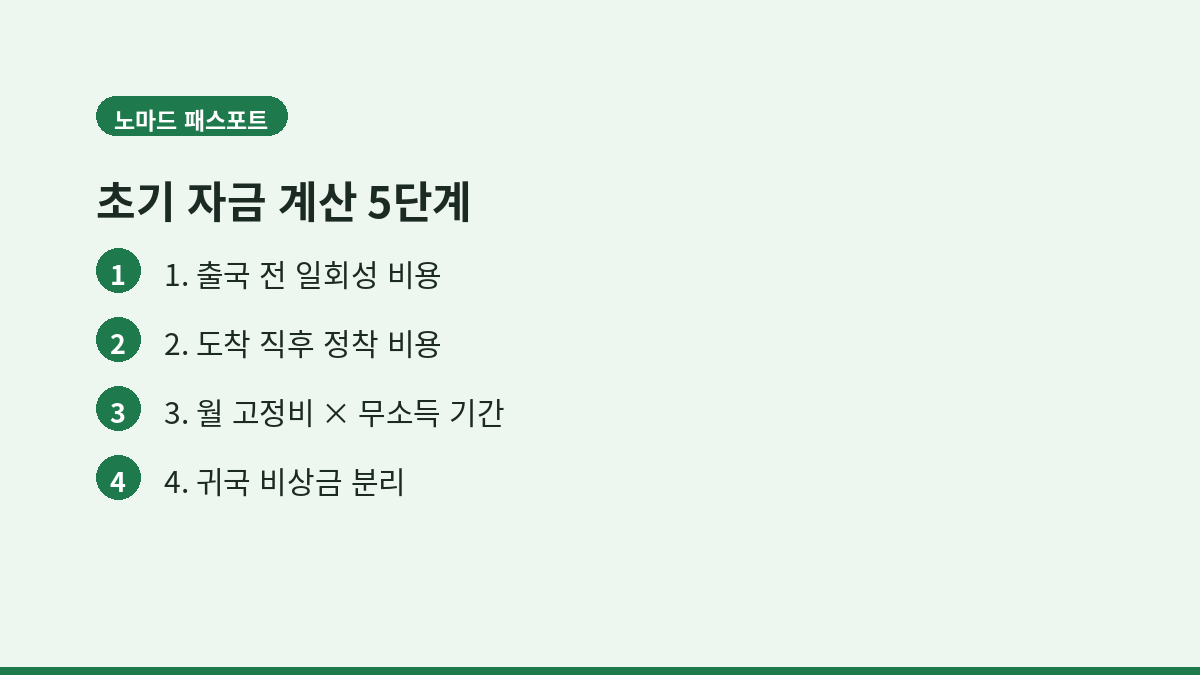 노마드 패스포트
초기 자금 계산 5단계
1 1. 출국 전 일회성 비용
2 2. 도착 직후 정착 비용
3 3. 월 고정비 × 무소득 기간
4 4. 귀국 비상금 분리